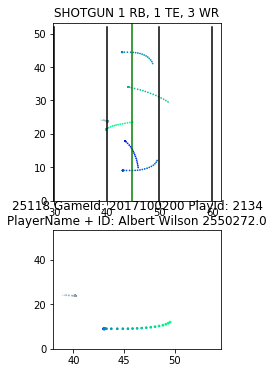 SHOTGUN 1 RB, 1 TE, 3 WR
50
40
30
20
10
0
30 40 50 60
25118 GameId: 2017100200 PlayId: 2134
PlayerName + ID: Albert Wilson 2550272.0
40
20
0
40 45 50